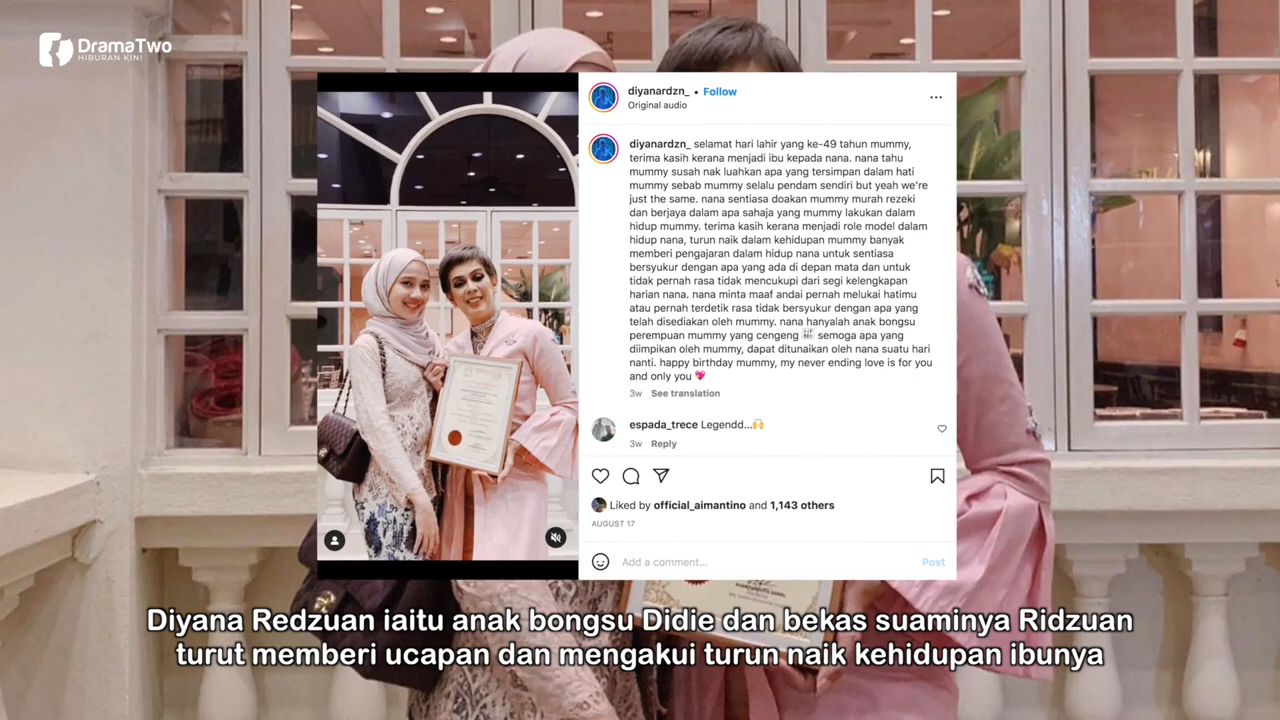 DramaTwo
HIBURAN KINI
diyanardzn_ • Follow
Original audio
diyanardzn_ selamat hari lahir yang ke-49 tahun mummy,
terima kasih kerana menjadi ibu kepada nana. nana tahu
mummy susah nak luahkan apa yang tersimpan dalam hati
mummy sebab mummy selalu pendam sendiri but yeah we're
just the same. nana sentiasa doakan mummy murah rezeki
dan berjaya dalam apa sahaja yang mummy lakukan dalam
hidup mummy. terima kasih kerana menjadi role model dalam
hidup nana, turun naik dalam kehidupan mummy banyak
memberi pengajaran dalam hidup nana untuk sentiasa
bersyukur dengan apa yang ada di depan mata dan untuk
tidak pernah rasa tidak mencukupi dari segi kelengkapan
harian nana. nana minta maaf andai pernah melukai hatimu
atau pernah terdetik rasa tidak bersyukur dengan apa yang
telah disediakan oleh mummy. nana hanyalah anak bongsu
perempuan mummy yang cengeng semoga apa yang
diimpikan oleh mummy, dapat ditunaikan oleh nana suatu hari
nanti. happy birthday mummy, my never ending love is for you
and only you 💖
3w See translation
espada_trece Legendd...🙌
3w Reply
Liked by official_aimantino and 1,143 others
AUGUST 17
Add a comment... Post
Diyana Redzuan iaitu anak bongsu Didie dan bekas suaminya Ridzuan
turut memberi ucapan dan mengakui turun naik kehidupan ibunya